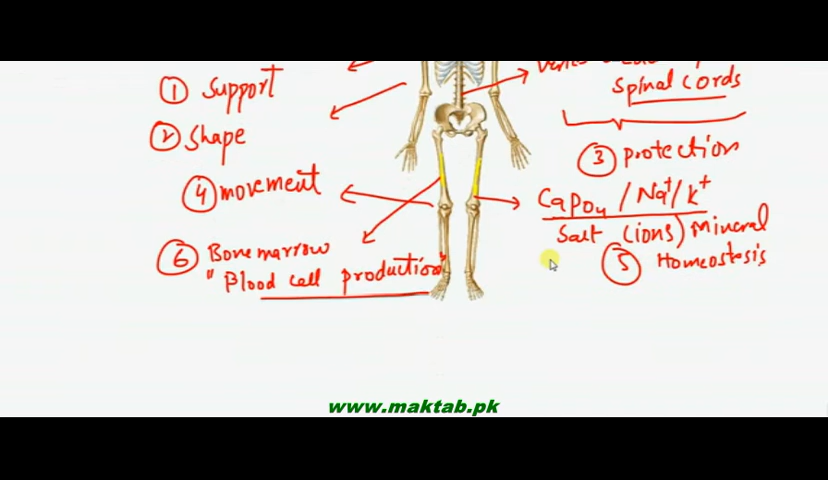 ① Support
Spinal cords
② Shape
③ Protection
④ movement
CaPO4 / Na+/K+
Salt (ions) Mineral
⑤ Homeostesis
⑥ Bone marrow
"Blood cell production"
www.maktab.pk